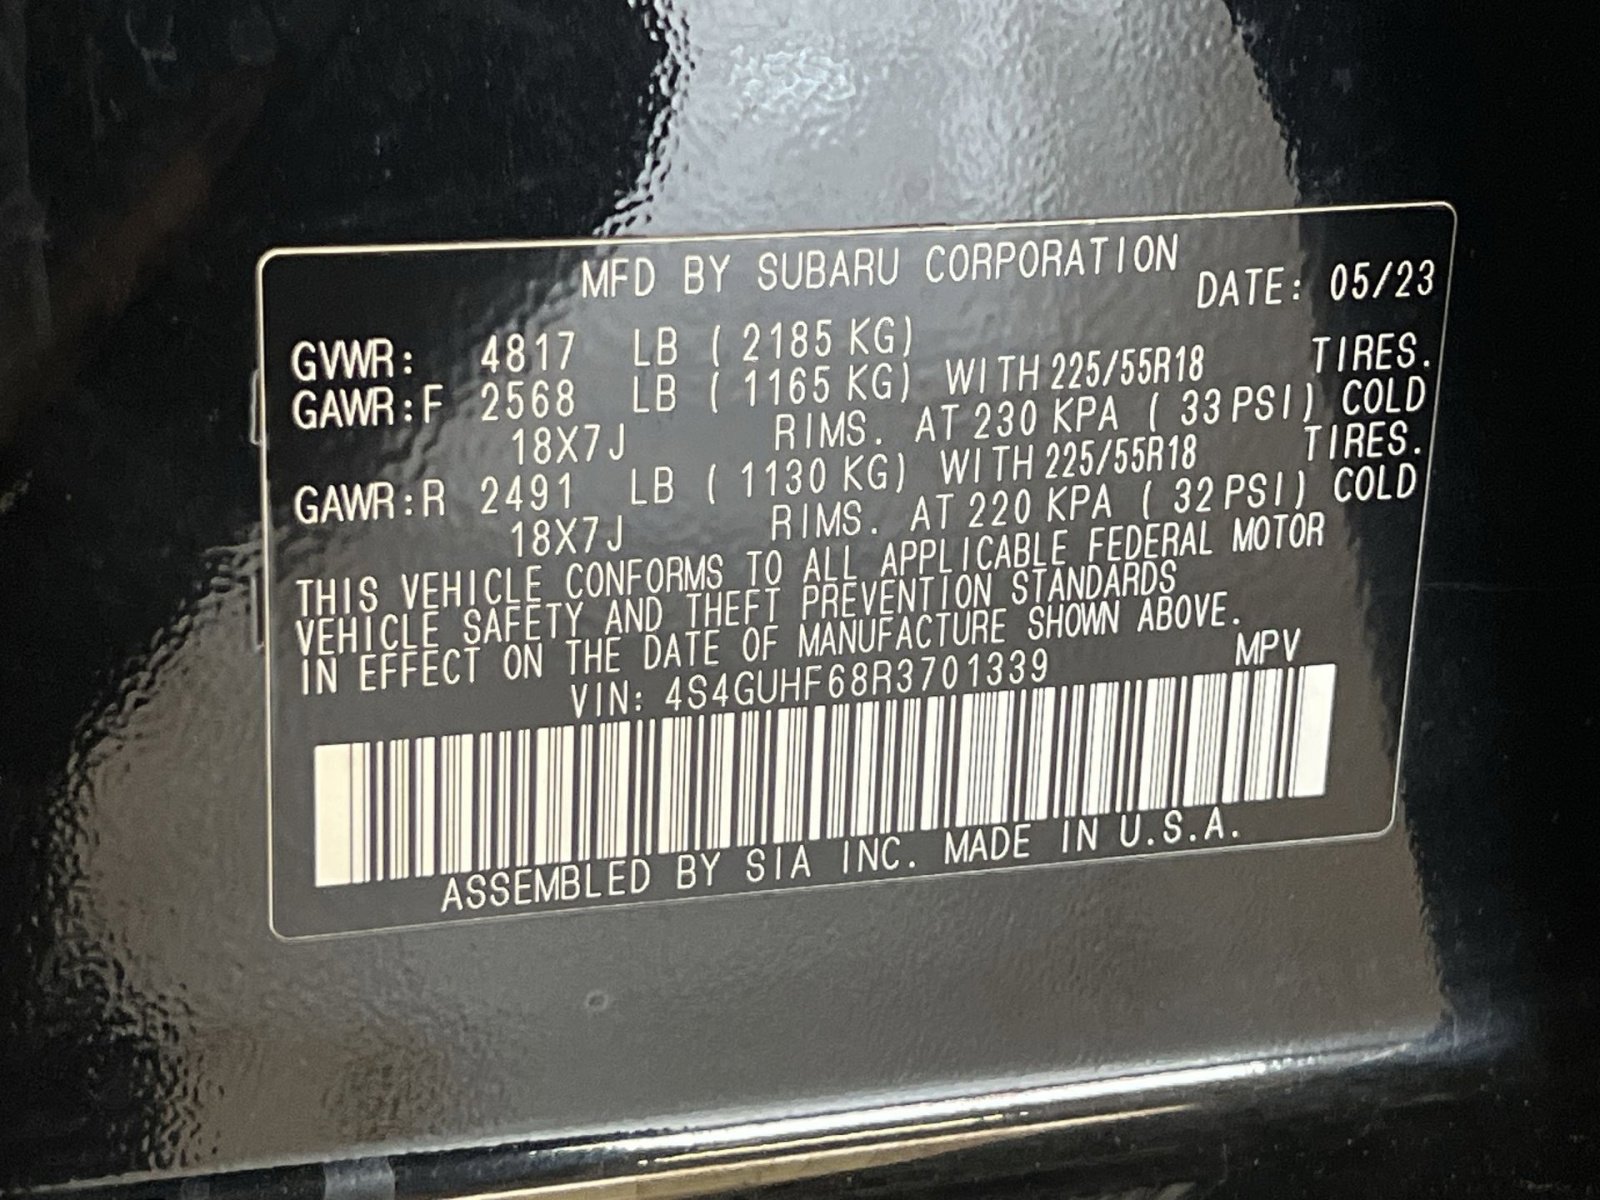 MFD BY SUBARU CORPORATION
DATE: 05/23
GVWR: 4817 LB ( 2185 KG)
GAWR:F 2568 LB ( 1165 KG) WITH 225/55R18 TIRES.
18X7J RIMS. AT 230 KPA ( 33 PSI) COLD
GAWR:R 2491 LB ( 1130 KG) WITH 225/55R18 TIRES.
18X7J RIMS. AT 220 KPA ( 32 PSI) COLD
THIS VEHICLE CONFORMS TO ALL APPLICABLE FEDERAL MOTOR
VEHICLE SAFETY AND THEFT PREVENTION STANDARDS
IN EFFECT ON THE DATE OF MANUFACTURE SHOWN ABOVE.
VIN: 4S4GUHF68R3701339 MPV
ASSEMBLED BY SIA INC. MADE IN U.S.A.